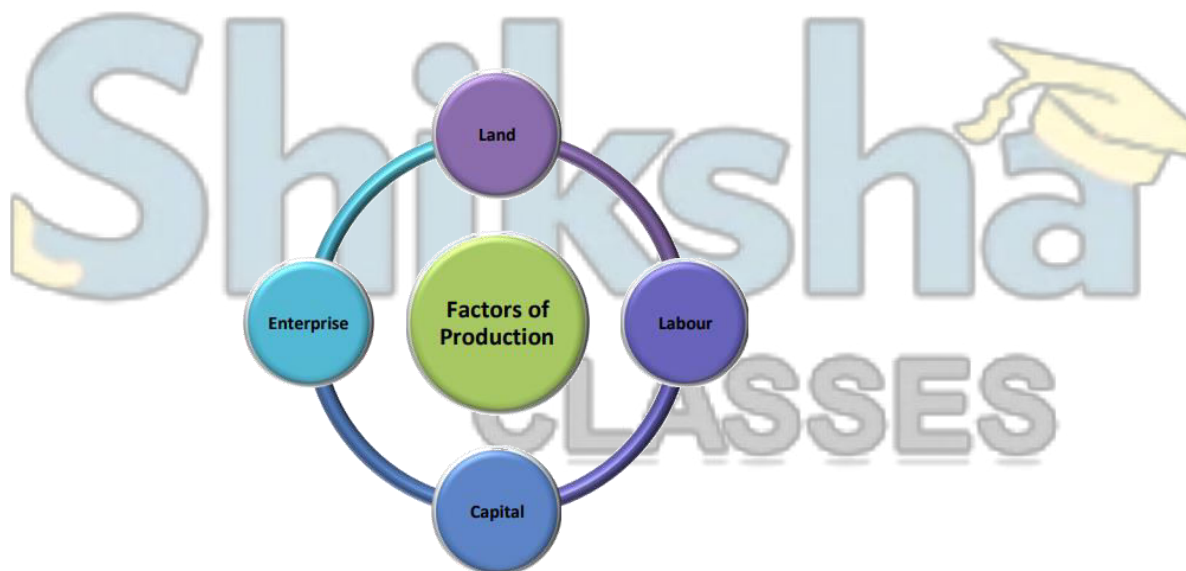 Shiksha
CLASSES
Land
Enterprise
Factors of
Production
Labour
Capital